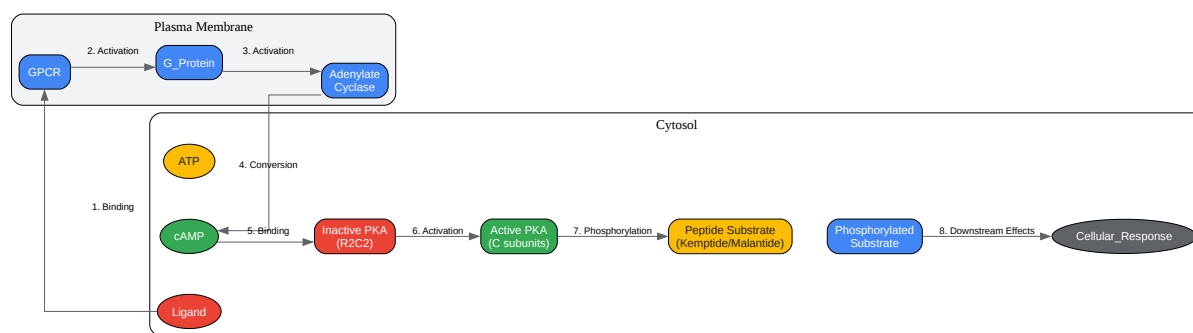 Plasma Membrane
2. Activation
3. Activation
GPCR
G_Protein
Adenylate
Cyclase
Cytosol
ATP
4. Conversion
1. Binding
cAMP
5. Binding
Inactive PKA
(R2C2)
6. Activation
Active PKA
(C subunits)
7. Phosphorylation
Peptide Substrate
(Kemptide/Malantide)
Phosphorylated
Substrate
8. Downstream Effects
Cellular_Response
Ligand